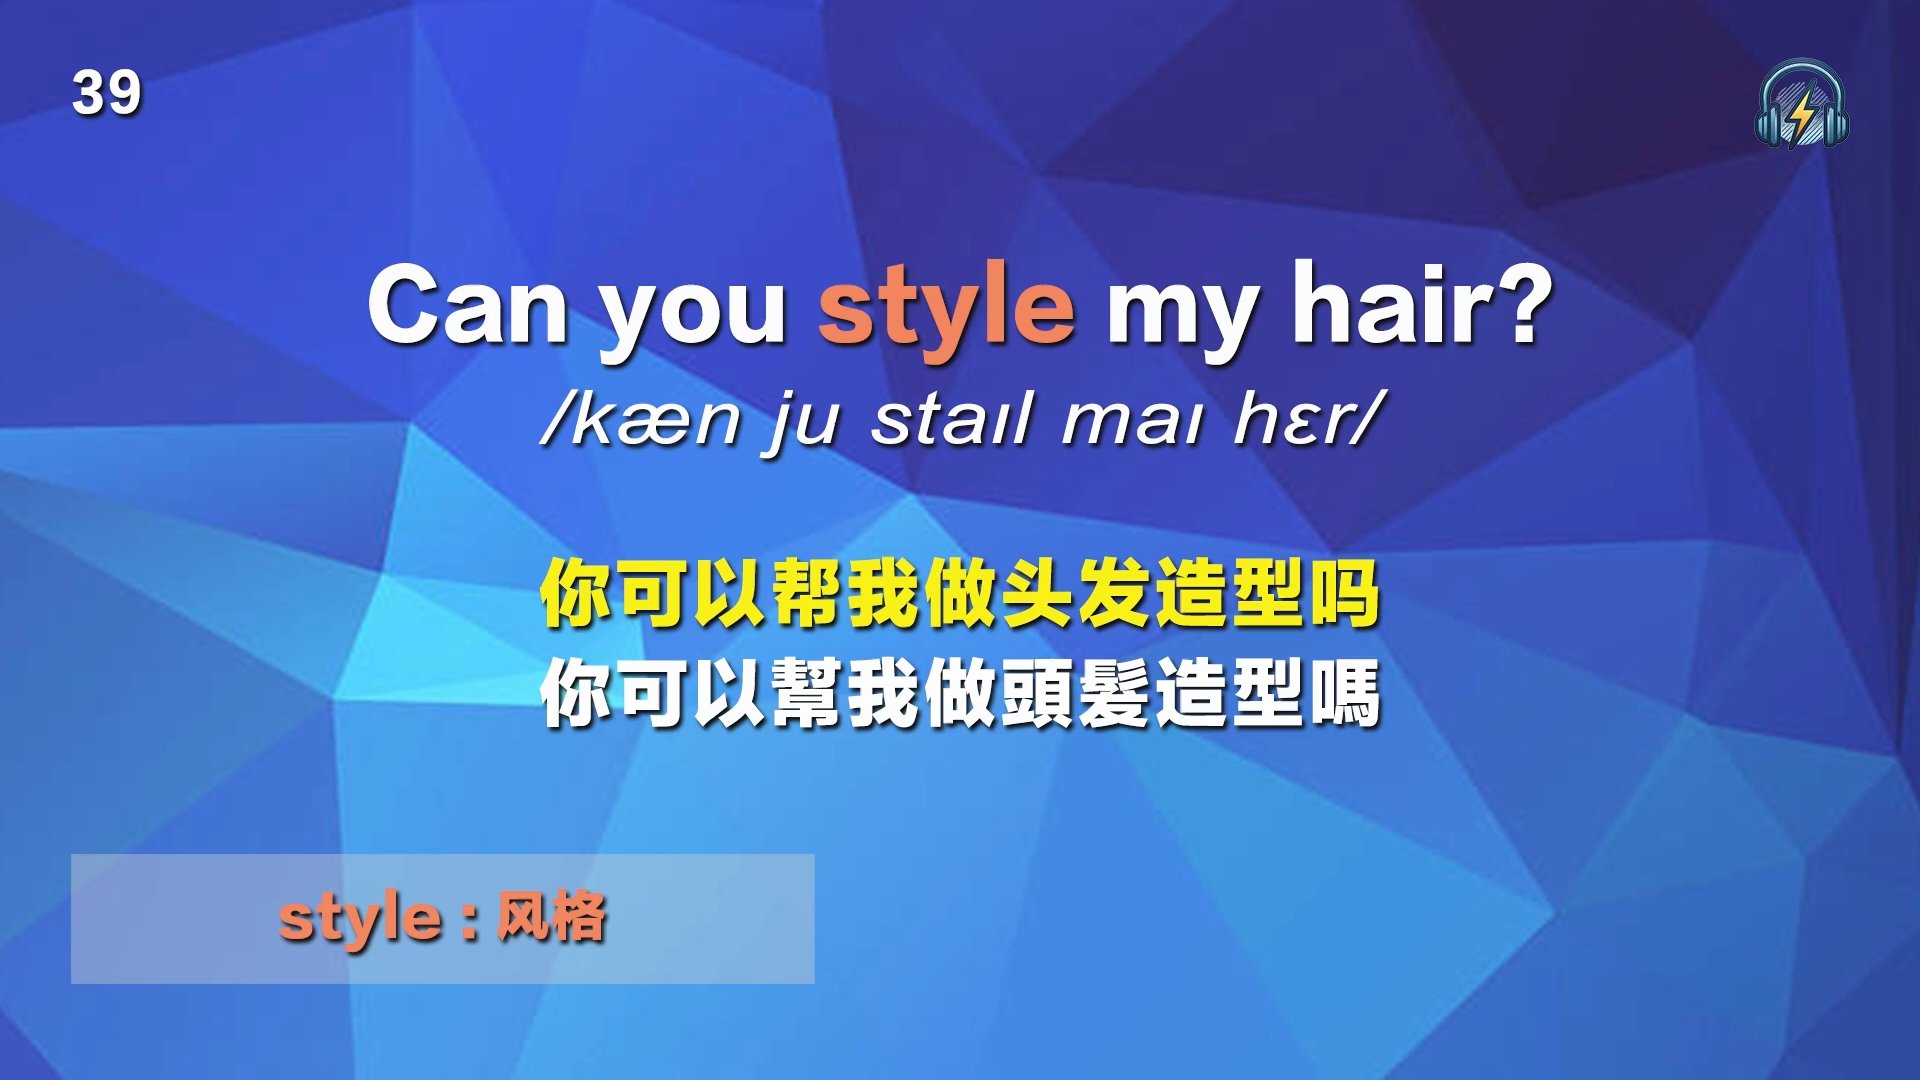 39
Can you style my hair?
/kæn ju staɪl maɪ hɛr/
你可以帮我做头发造型吗
你可以幫我做頭髪造型嗎
style : 风格